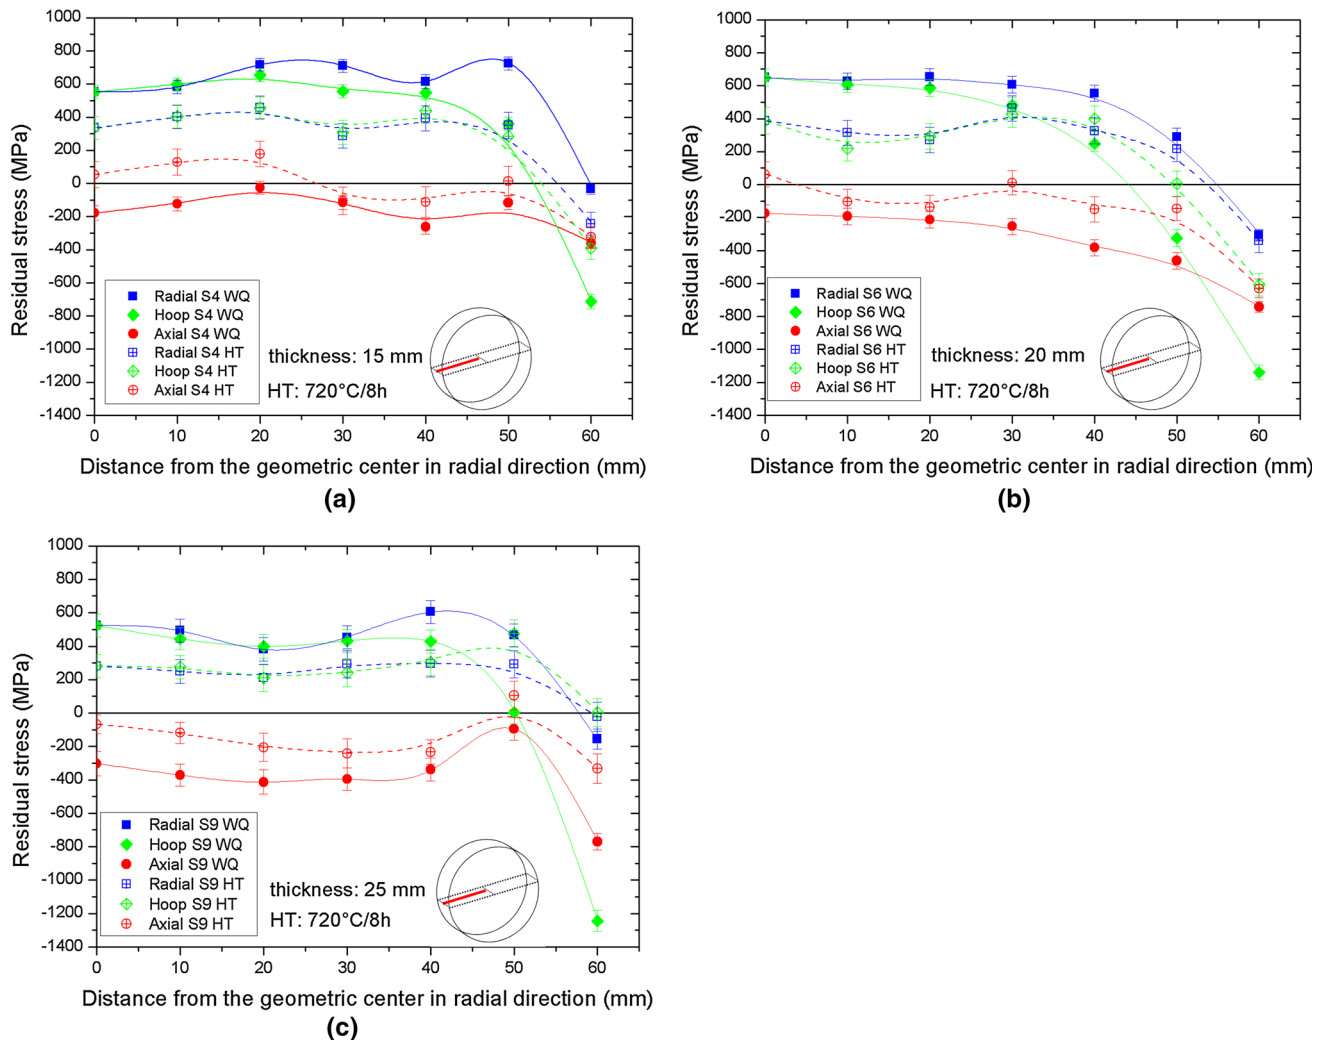 1000
800
600
400
200
0
-200
-400
-600
-800
-1000
-1200
-1400
Residual stress (MPa)
Radial S4 WQ
Hoop S4 WQ
Axial S4 WQ
Radial S4 HT
Hoop S4 HT
Axial S4 HT
thickness: 15 mm
HT: 720°C/8h
0 10 20 30 40 50 60
Distance from the geometric center in radial direction (mm)
(a)
1000
800
600
400
200
0
-200
-400
-600
-800
-1000
-1200
-1400
Residual stress (MPa)
Radial S6 WQ
Hoop S6 WQ
Axial S6 WQ
Radial S6 HT
Hoop S6 HT
Axial S6 HT
thickness: 20 mm
HT: 720°C/8h
0 10 20 30 40 50 60
Distance from the geometric center in radial direction (mm)
(b)
1000
800
600
400
200
0
-200
-400
-600
-800
-1000
-1200
-1400
Residual stress (MPa)
Radial S9 WQ
Hoop S9 WQ
Axial S9 WQ
Radial S9 HT
Hoop S9 HT
Axial S9 HT
thickness: 25 mm
HT: 720°C/8h
0 10 20 30 40 50 60
Distance from the geometric center in radial direction (mm)
(c)